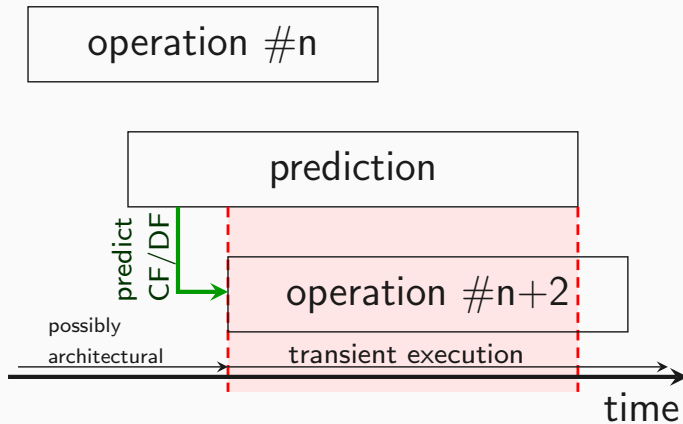 operation #n
prediction
predict
CF/DF
operation #n+2
possibly
architectural
transient execution
time